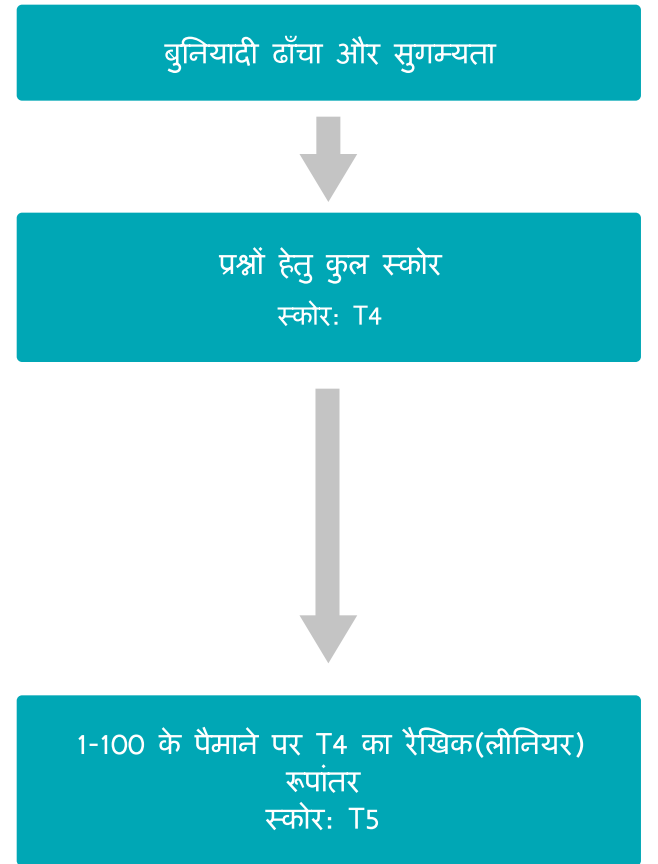 बुनियादी ढाँचा और सुगम्यता
प्रश्नों हेतु कुल स्कोर
स्कोर: T4
1-100 के पैमाने पर T4 का रैखिक(लीनियर)
रूपांतर
स्कोर: T5